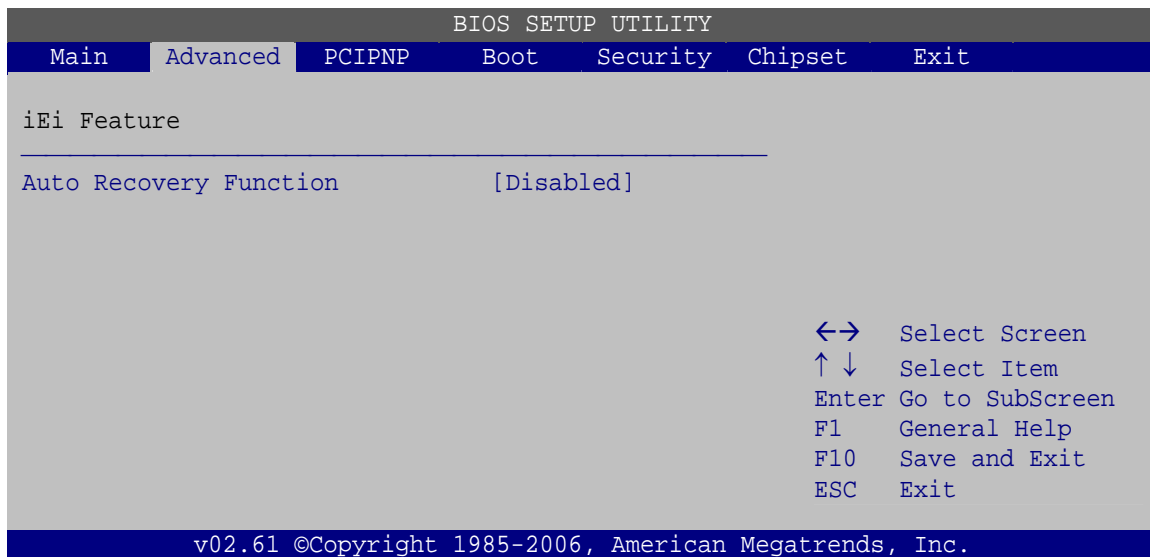 BIOS SETUP UTILITY
Main Advanced PCIPNP Boot Security Chipset Exit
iEi Feature
Auto Recovery Function [Disabled]
←→ Select Screen
↑ ↓ Select Item
Enter Go to SubScreen
F1 General Help
F10 Save and Exit
ESC Exit
v02.61 ©Copyright 1985-2006, American Megatrends, Inc.